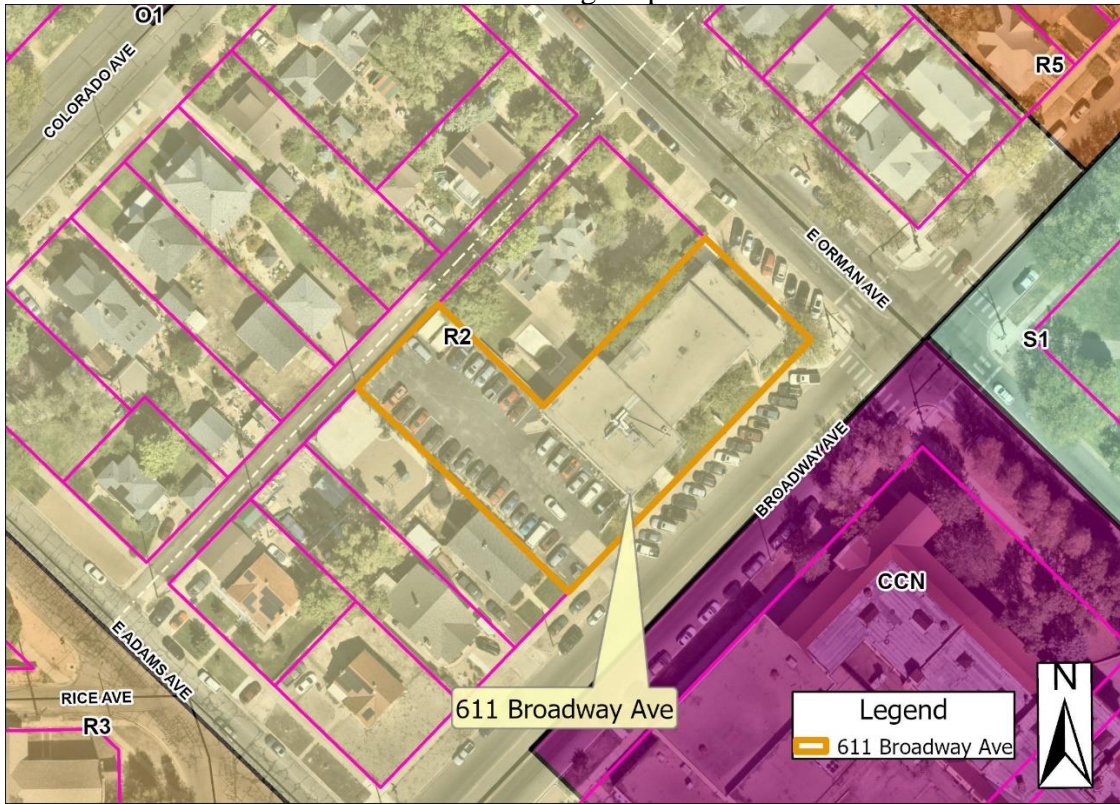 O1
COLORADO AVE
R5
E ORMAN AVE
R2
S1
BROADWAY AVE
CCN
E ADAMS AVE
RICE AVE
R3
611 Broadway Ave
Legend
611 Broadway Ave
N